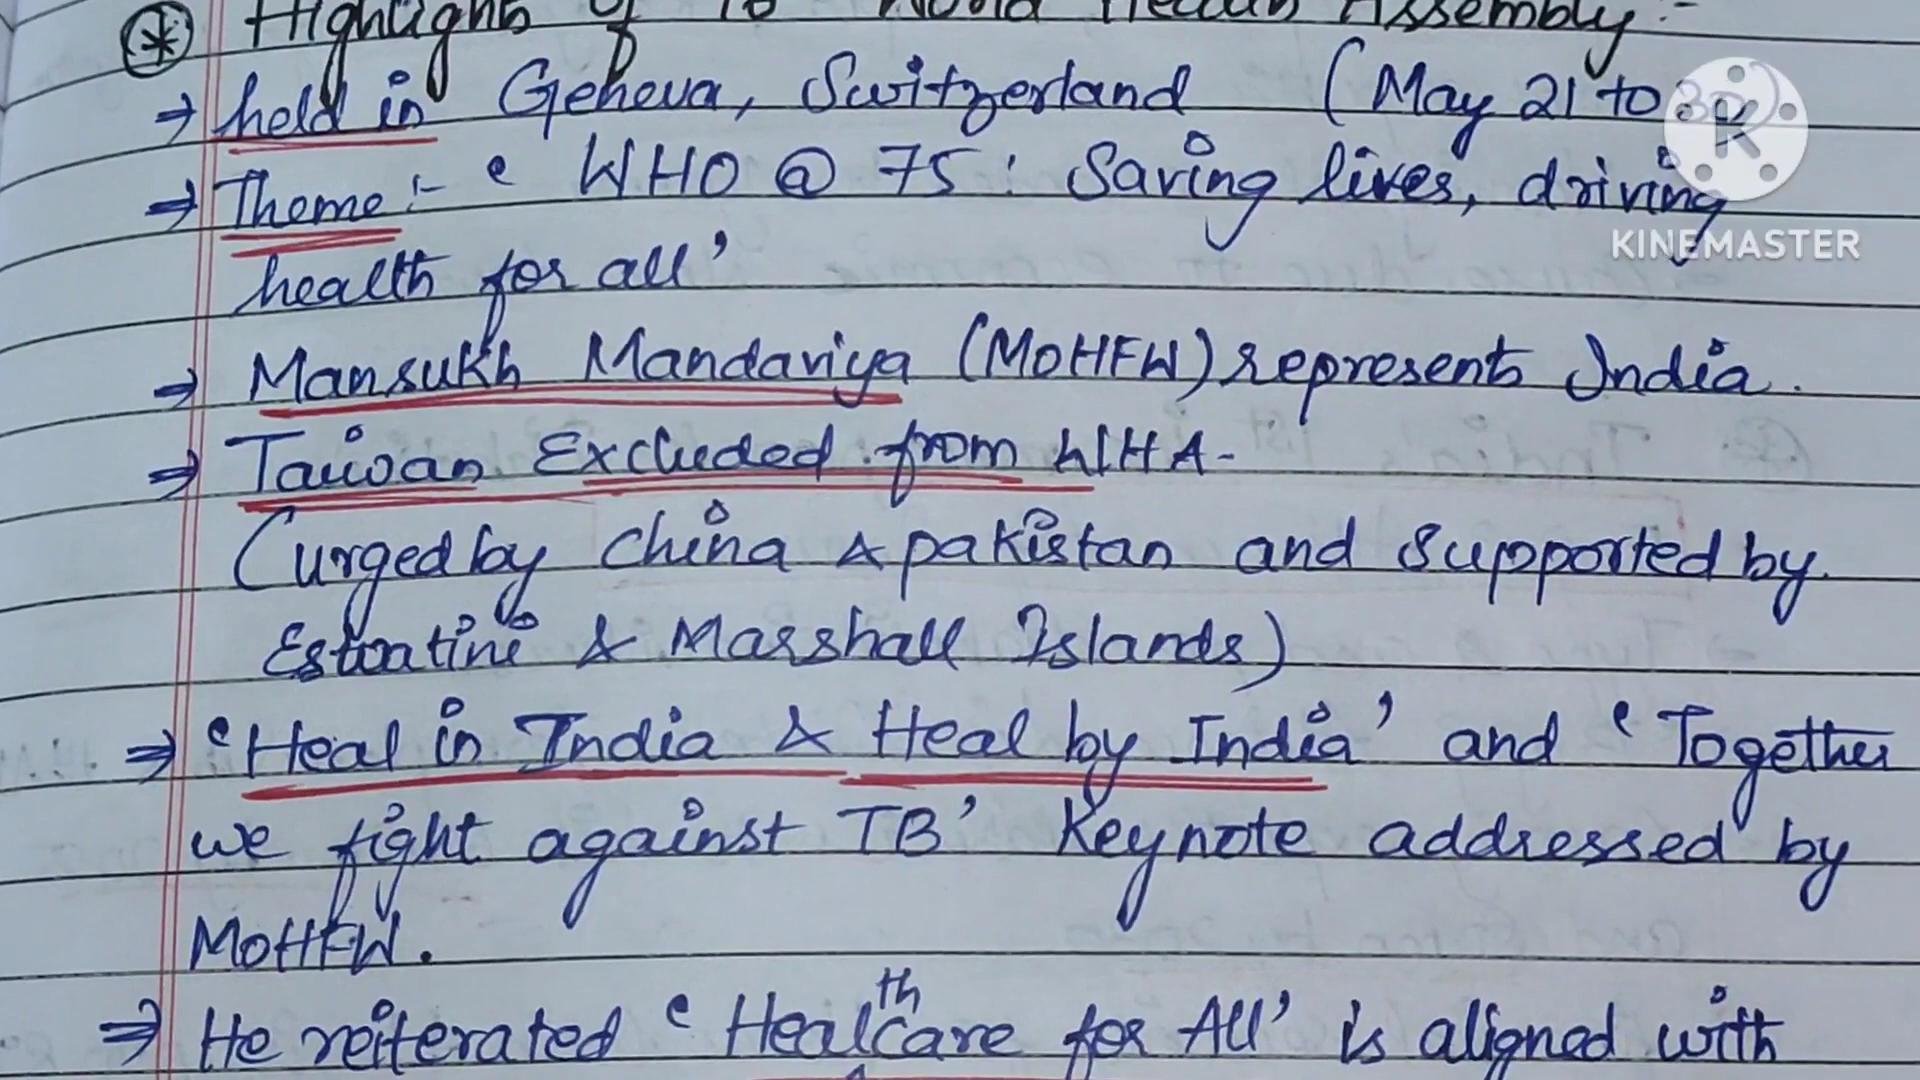 Highlights of 76 World Health Assembly :-
→ held in Geneva, Switzerland (May 21 to 30)
→ Theme :- ‘ WHO @ 75 : Saving lives, driving
health for all’
→ Mansukh Mandaviya (MOHFW) represents India.
→ Taiwan Excluded from WHA-
(urged by China & pakistan and supported by
& Marshall Islands)
⇒ ‘Heal in India & Heal by India’ and ‘Together
we fight against TB’ Keynote addressed by
MOHFW.
⇒ He reiterated ‘Healthcare for All’ is aligned with
KINEMASTER